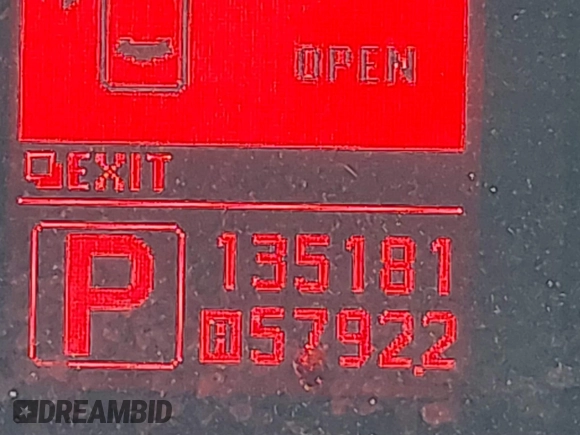 OPEN
EXIT
135181
P
A 5792.2
DREAMBID